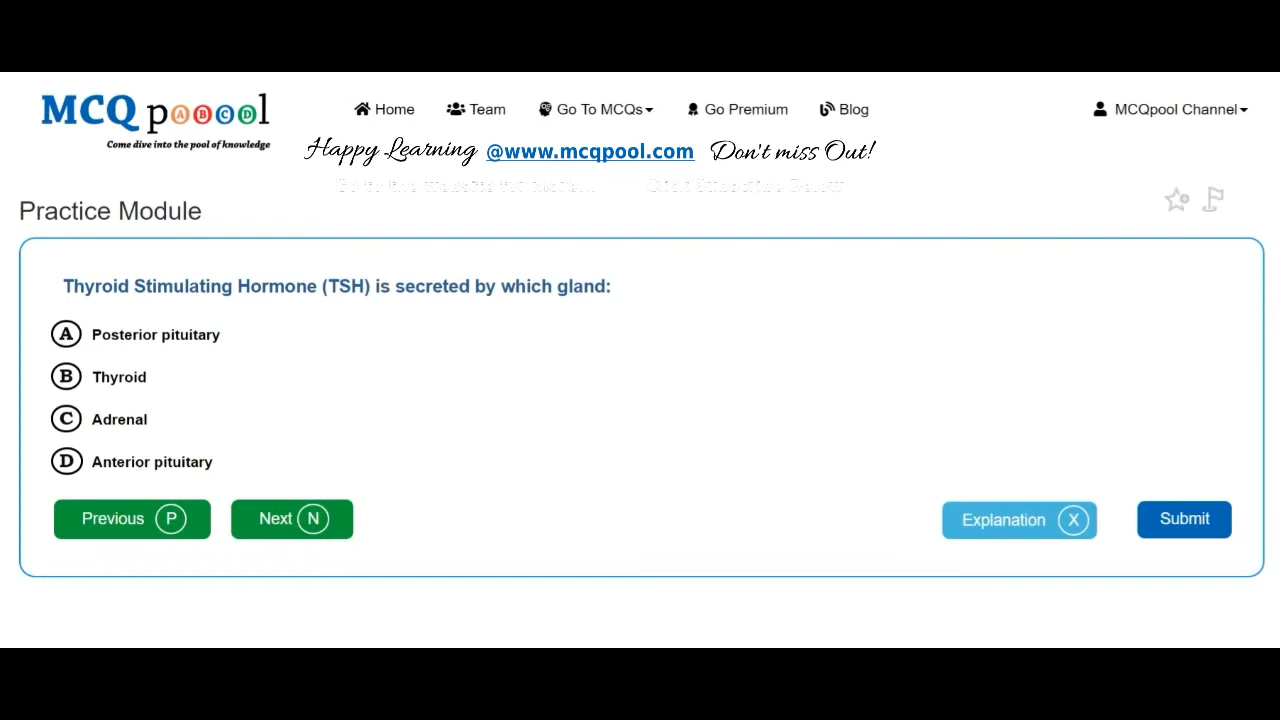 MCQ pooool
Come dive into the pool of knowledge
Home Team Go To MCQs Go Premium Blog MCQpool Channel
Happy Learning @www.mcqpool.com Don't miss Out!
Practice Module
Thyroid Stimulating Hormone (TSH) is secreted by which gland:
A Posterior pituitary
B Thyroid
C Adrenal
D Anterior pituitary
Previous P Next N Explanation X Submit